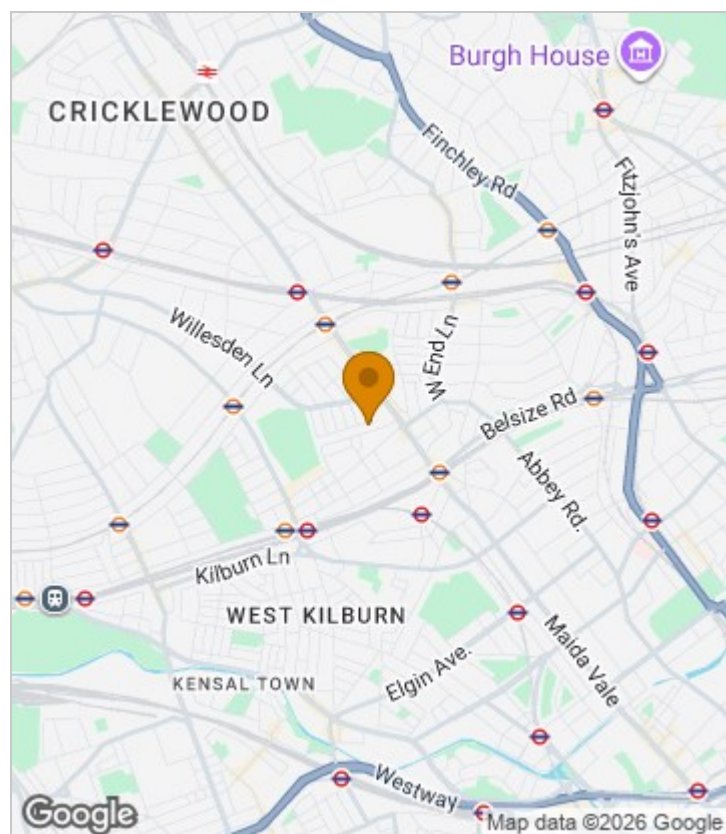 Burgh House
CRICKLEWOOD
Finchley Rd
Fitzjohn's Ave
Willesden Ln
W End Ln
Belsize Rd
Abbey Rd.
Kilburn Ln
WEST KILBURN
Maida Vale
Elgin Ave.
KENSAL TOWN
Westway
Google
Map data ©2026 Google